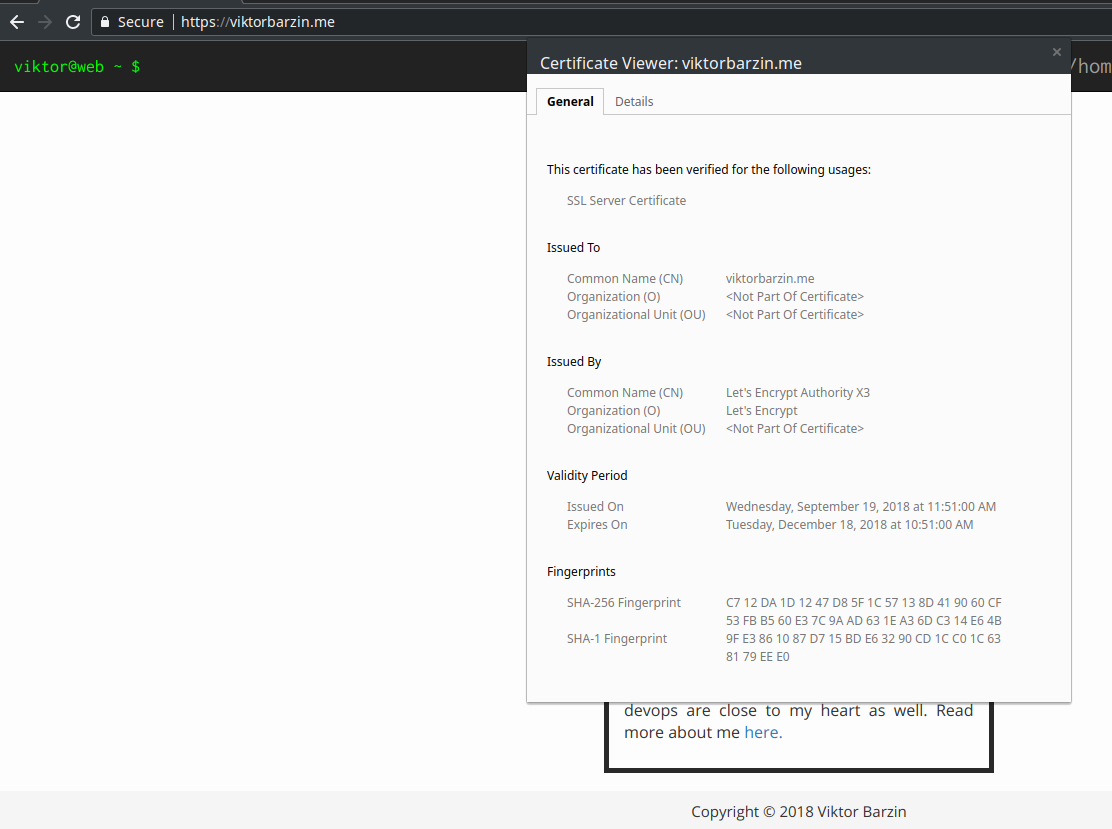 Secure | https://viktorbarzin.me
viktor@web ~ $
/hom
Certificate Viewer: viktorbarzin.me
×
General Details
This certificate has been verified for the following usages:
SSL Server Certificate
Issued To
Common Name (CN) viktorbarzin.me
Organization (O) <Not Part Of Certificate>
Organizational Unit (OU) <Not Part Of Certificate>
Issued By
Common Name (CN) Let's Encrypt Authority X3
Organization (O) Let's Encrypt
Organizational Unit (OU) <Not Part Of Certificate>
Validity Period
Issued On Wednesday, September 19, 2018 at 11:51:00 AM
Expires On Tuesday, December 18, 2018 at 10:51:00 AM
Fingerprints
SHA-256 Fingerprint C7 12 DA 1D 12 47 D8 5F 1C 57 13 8D 41 90 60 CF
53 FB B5 60 E3 7C 9A AD 63 1E A3 6D C3 14 E6 4B
SHA-1 Fingerprint 9F E3 86 10 87 D7 15 BD E6 32 90 CD 1C C0 1C 63
81 79 EE E0
devops are close to my heart as well. Read
more about me here.
Copyright © 2018 Viktor Barzin